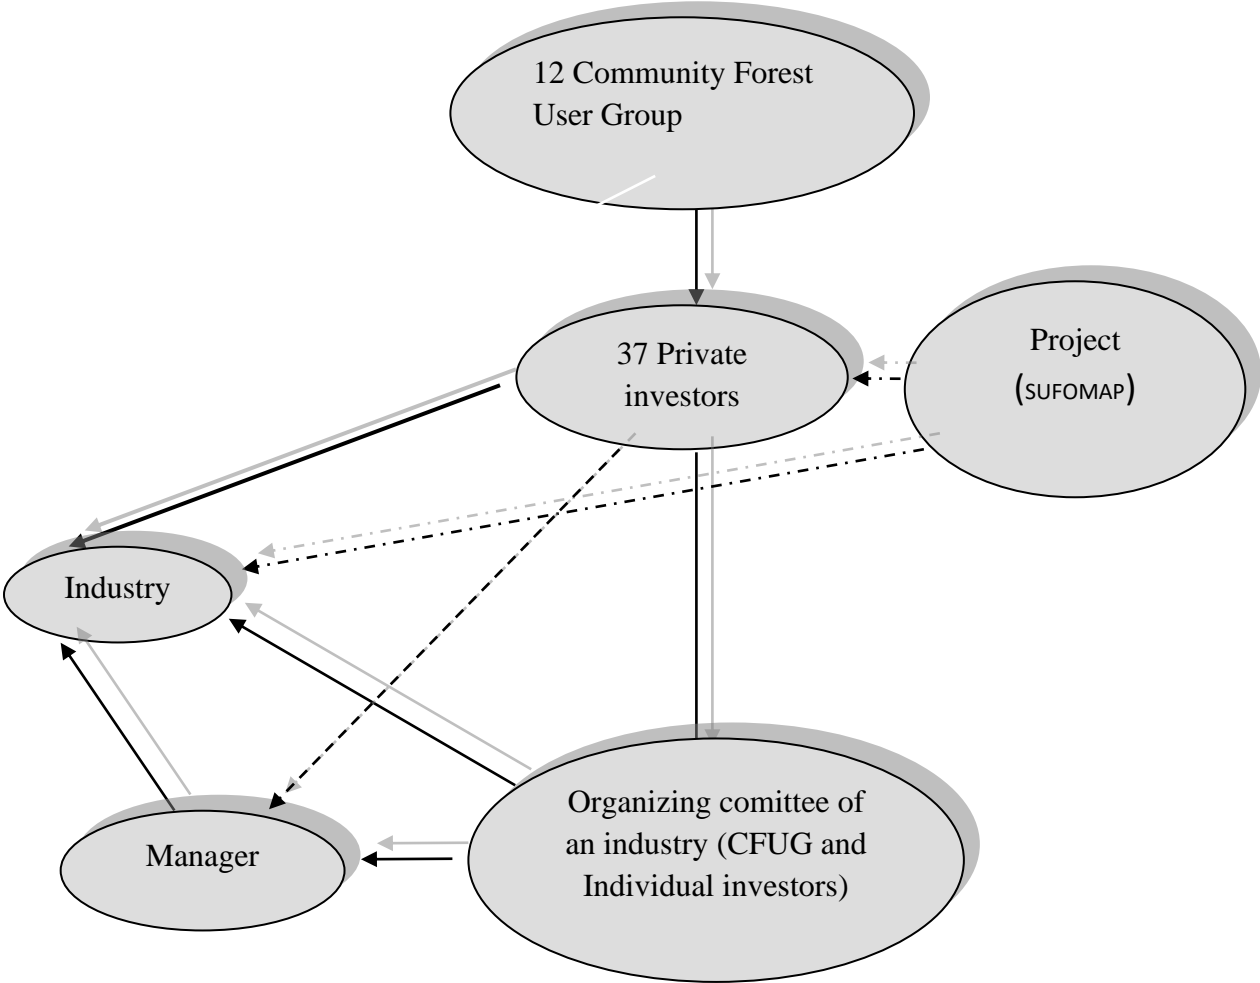 12 Community Forest
User Group
37 Private
investors
Project
(SUFOMAP)
Industry
Organizing comittee of
an industry (CFUG and
Individual investors)
Manager